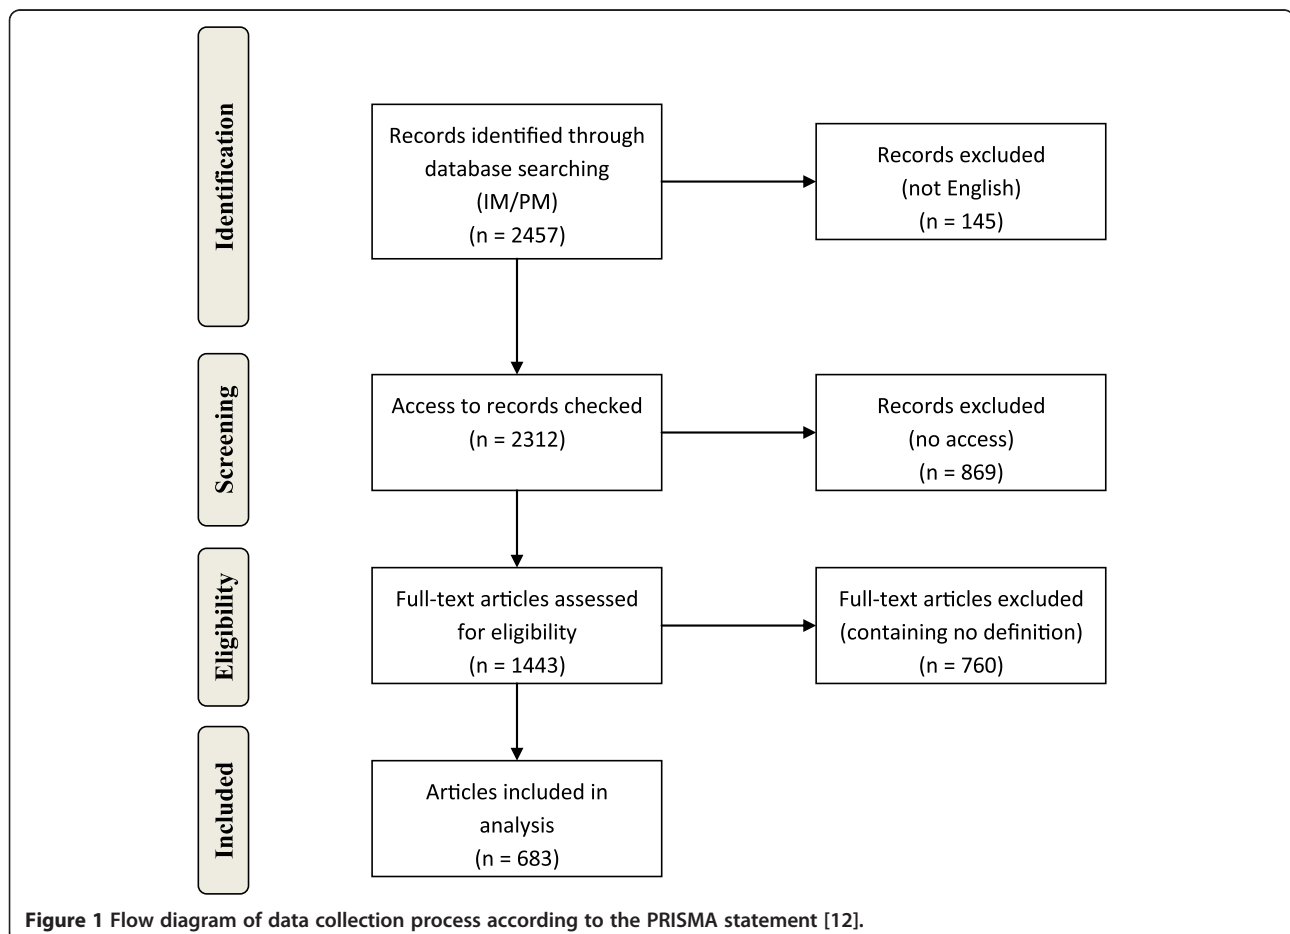 Identification
Records identified through
database searching
(IM/PM)
(n = 2457)
Records excluded
(not English)
(n = 145)
Screening
Access to records checked
(n = 2312)
Records excluded
(no access)
(n = 869)
Eligibility
Full-text articles assessed
for eligibility
(n = 1443)
Full-text articles excluded
(containing no definition)
(n = 760)
Included
Articles included in
analysis
(n = 683)
Figure 1 Flow diagram of data collection process according to the PRISMA statement [12].